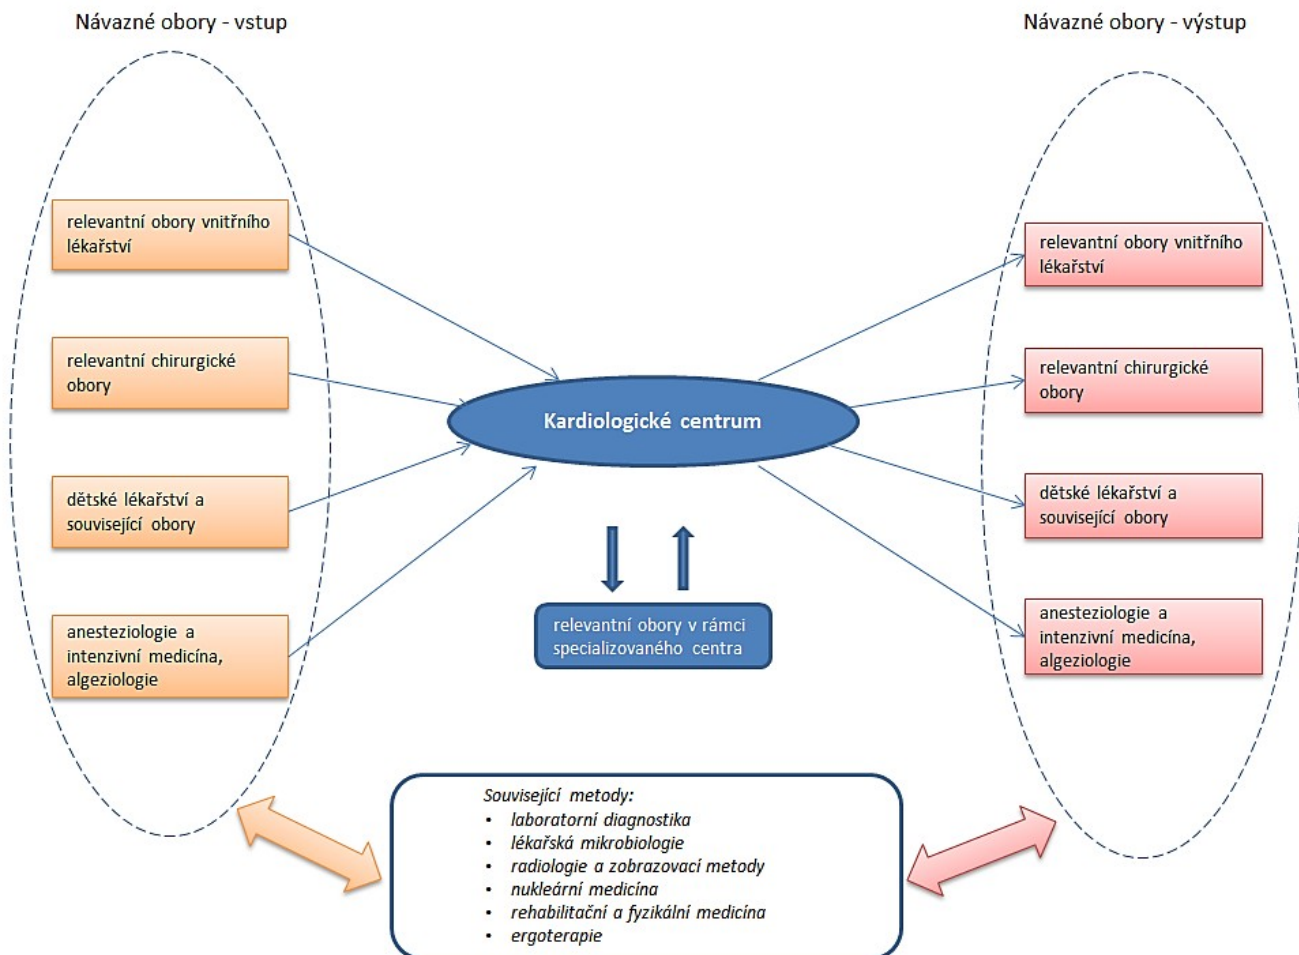 Návazné obory - vstup
Návazné obory - výstup
relevantní obory vnitřního
lékařství
relevantní chirurgické
obory
dětské lékařství a
související obory
anesteziologie a
intenzivní medicína,
algeziologie
Kardiologické centrum
relevantní obory v rámci
specializovaného centra
relevantní obory vnitřního
lékařství
relevantní chirurgické
obory
dětské lékařství a
související obory
anesteziologie a
intenzivní medicína,
algeziologie
Související metody:
• laboratorní diagnostika
• lékařská mikrobiologie
• radiologie a zobrazovací metody
• nukleární medicína
• rehabilitační a fyzikální medicína
• ergoterapie